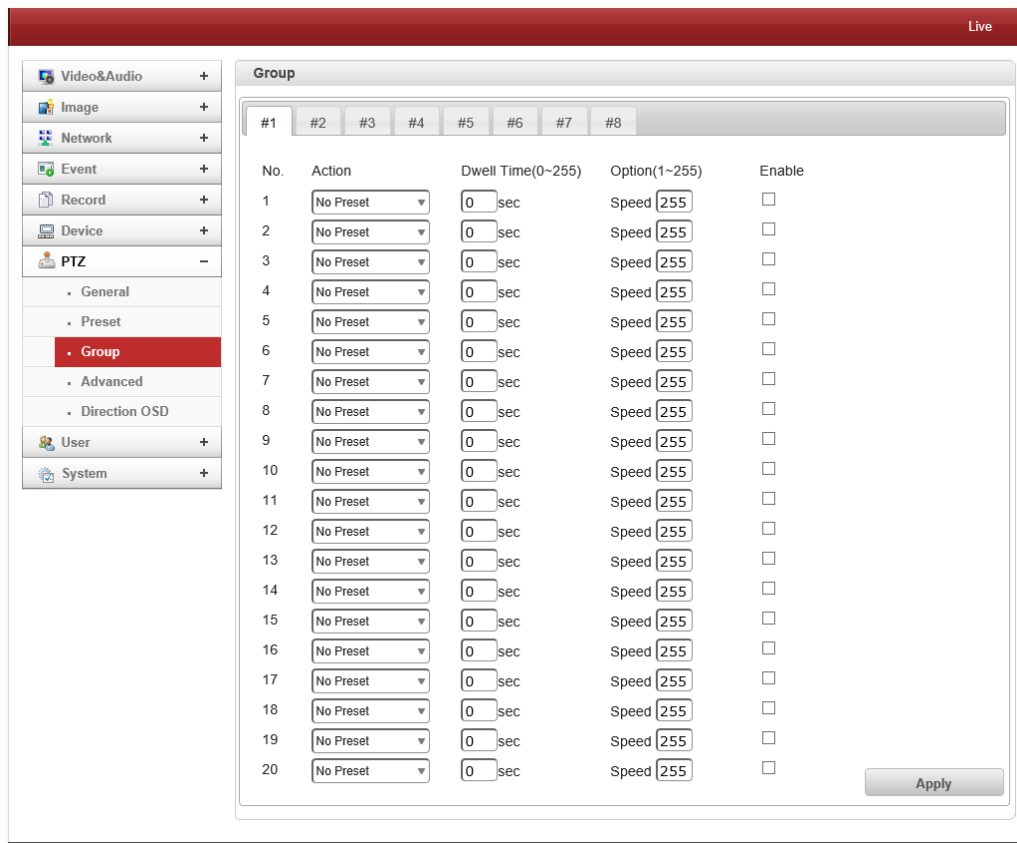 Live
Video&Audio +
Image +
Network +
Event +
Record +
Device +
PTZ −
General
Preset
Group
Advanced
Direction OSD
User +
System +
Group
#1 #2 #3 #4 #5 #6 #7 #8
No. Action Dwell Time(0~255) Option(1~255) Enable
1 No Preset 0 sec Speed 255
2 No Preset 0 sec Speed 255
3 No Preset 0 sec Speed 255
4 No Preset 0 sec Speed 255
5 No Preset 0 sec Speed 255
6 No Preset 0 sec Speed 255
7 No Preset 0 sec Speed 255
8 No Preset 0 sec Speed 255
9 No Preset 0 sec Speed 255
10 No Preset 0 sec Speed 255
11 No Preset 0 sec Speed 255
12 No Preset 0 sec Speed 255
13 No Preset 0 sec Speed 255
14 No Preset 0 sec Speed 255
15 No Preset 0 sec Speed 255
16 No Preset 0 sec Speed 255
17 No Preset 0 sec Speed 255
18 No Preset 0 sec Speed 255
19 No Preset 0 sec Speed 255
20 No Preset 0 sec Speed 255
Apply